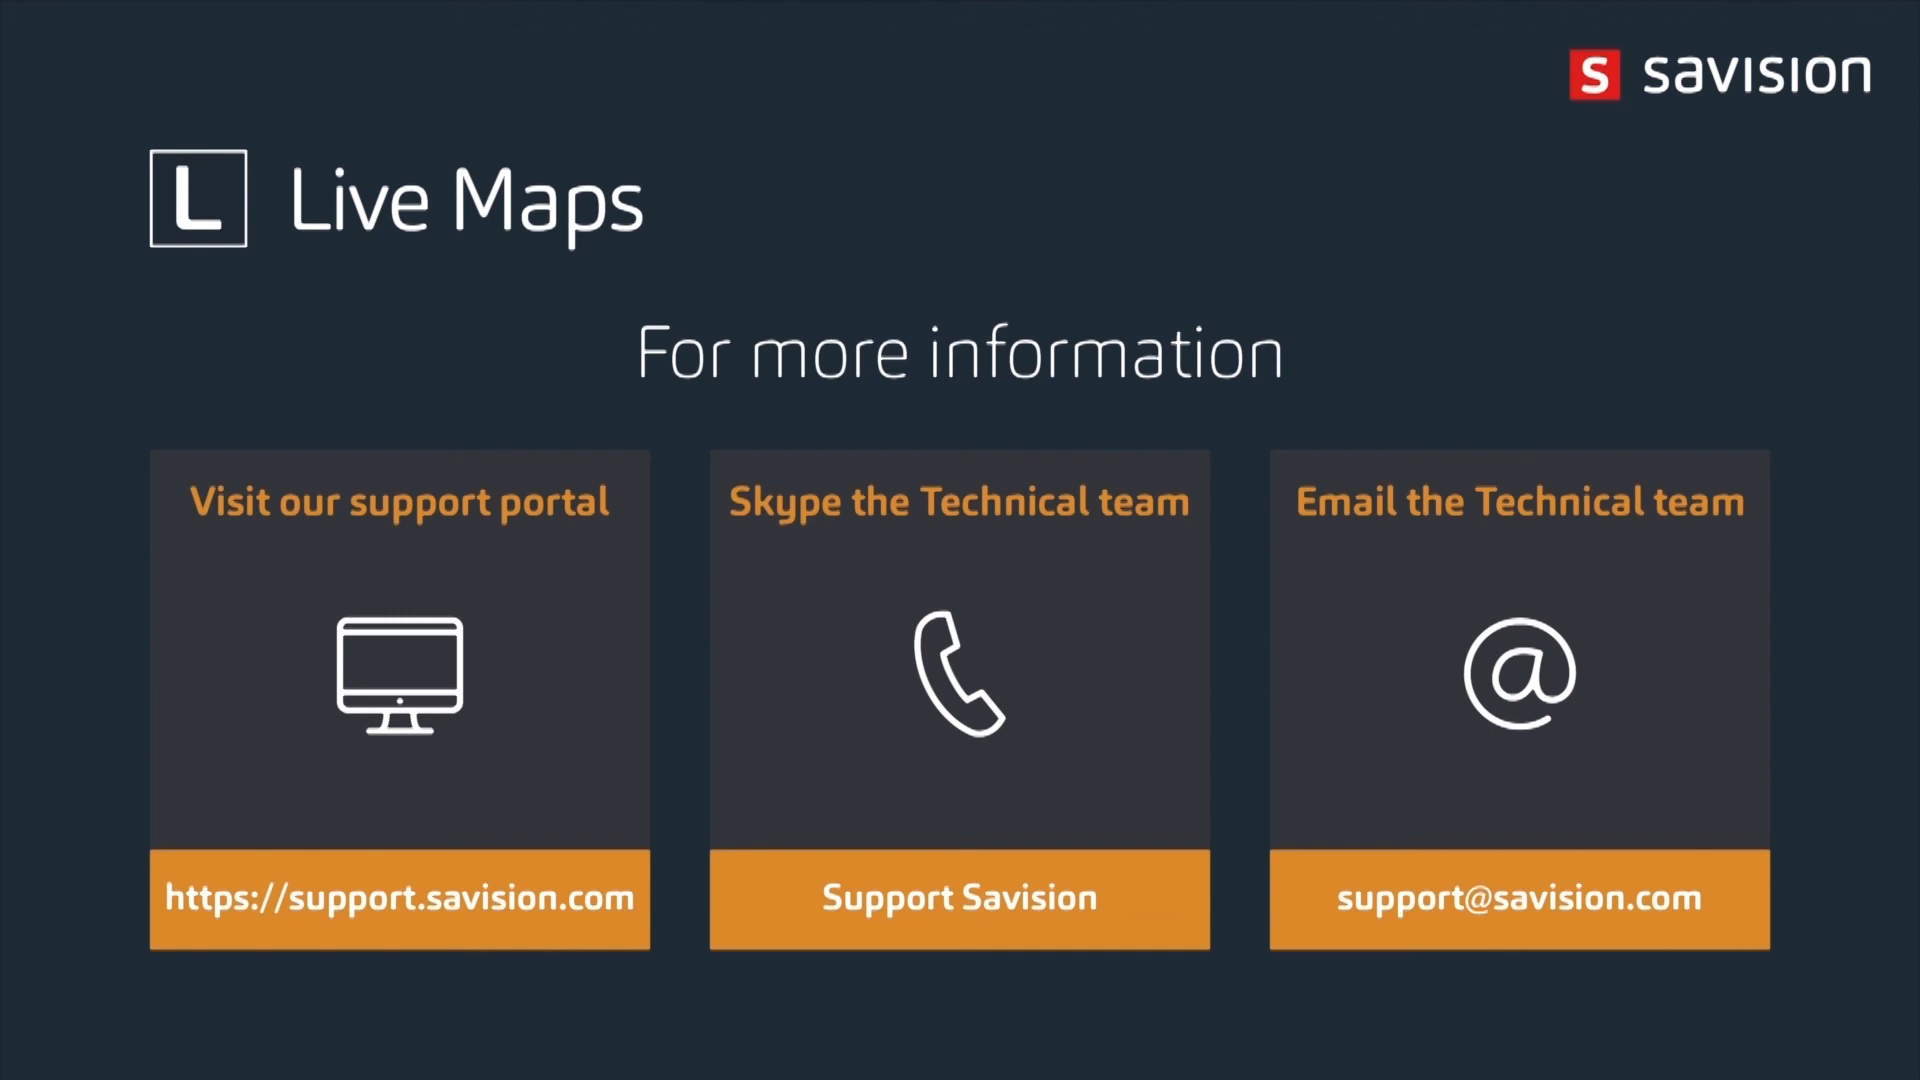 S savision
L Live Maps
For more information
Visit our support portal
Skype the Technical team
Email the Technical team
@
https://support.savision.com
Support Savision
support@savision.com